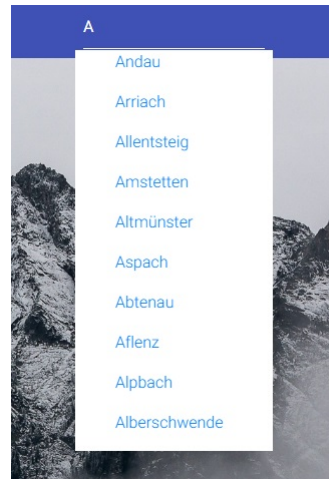 A
Andau
Arriach
Allentsteig
Amstetten
Altmünster
Aspach
Abtenau
Aflenz
Alpbach
Alberschwende